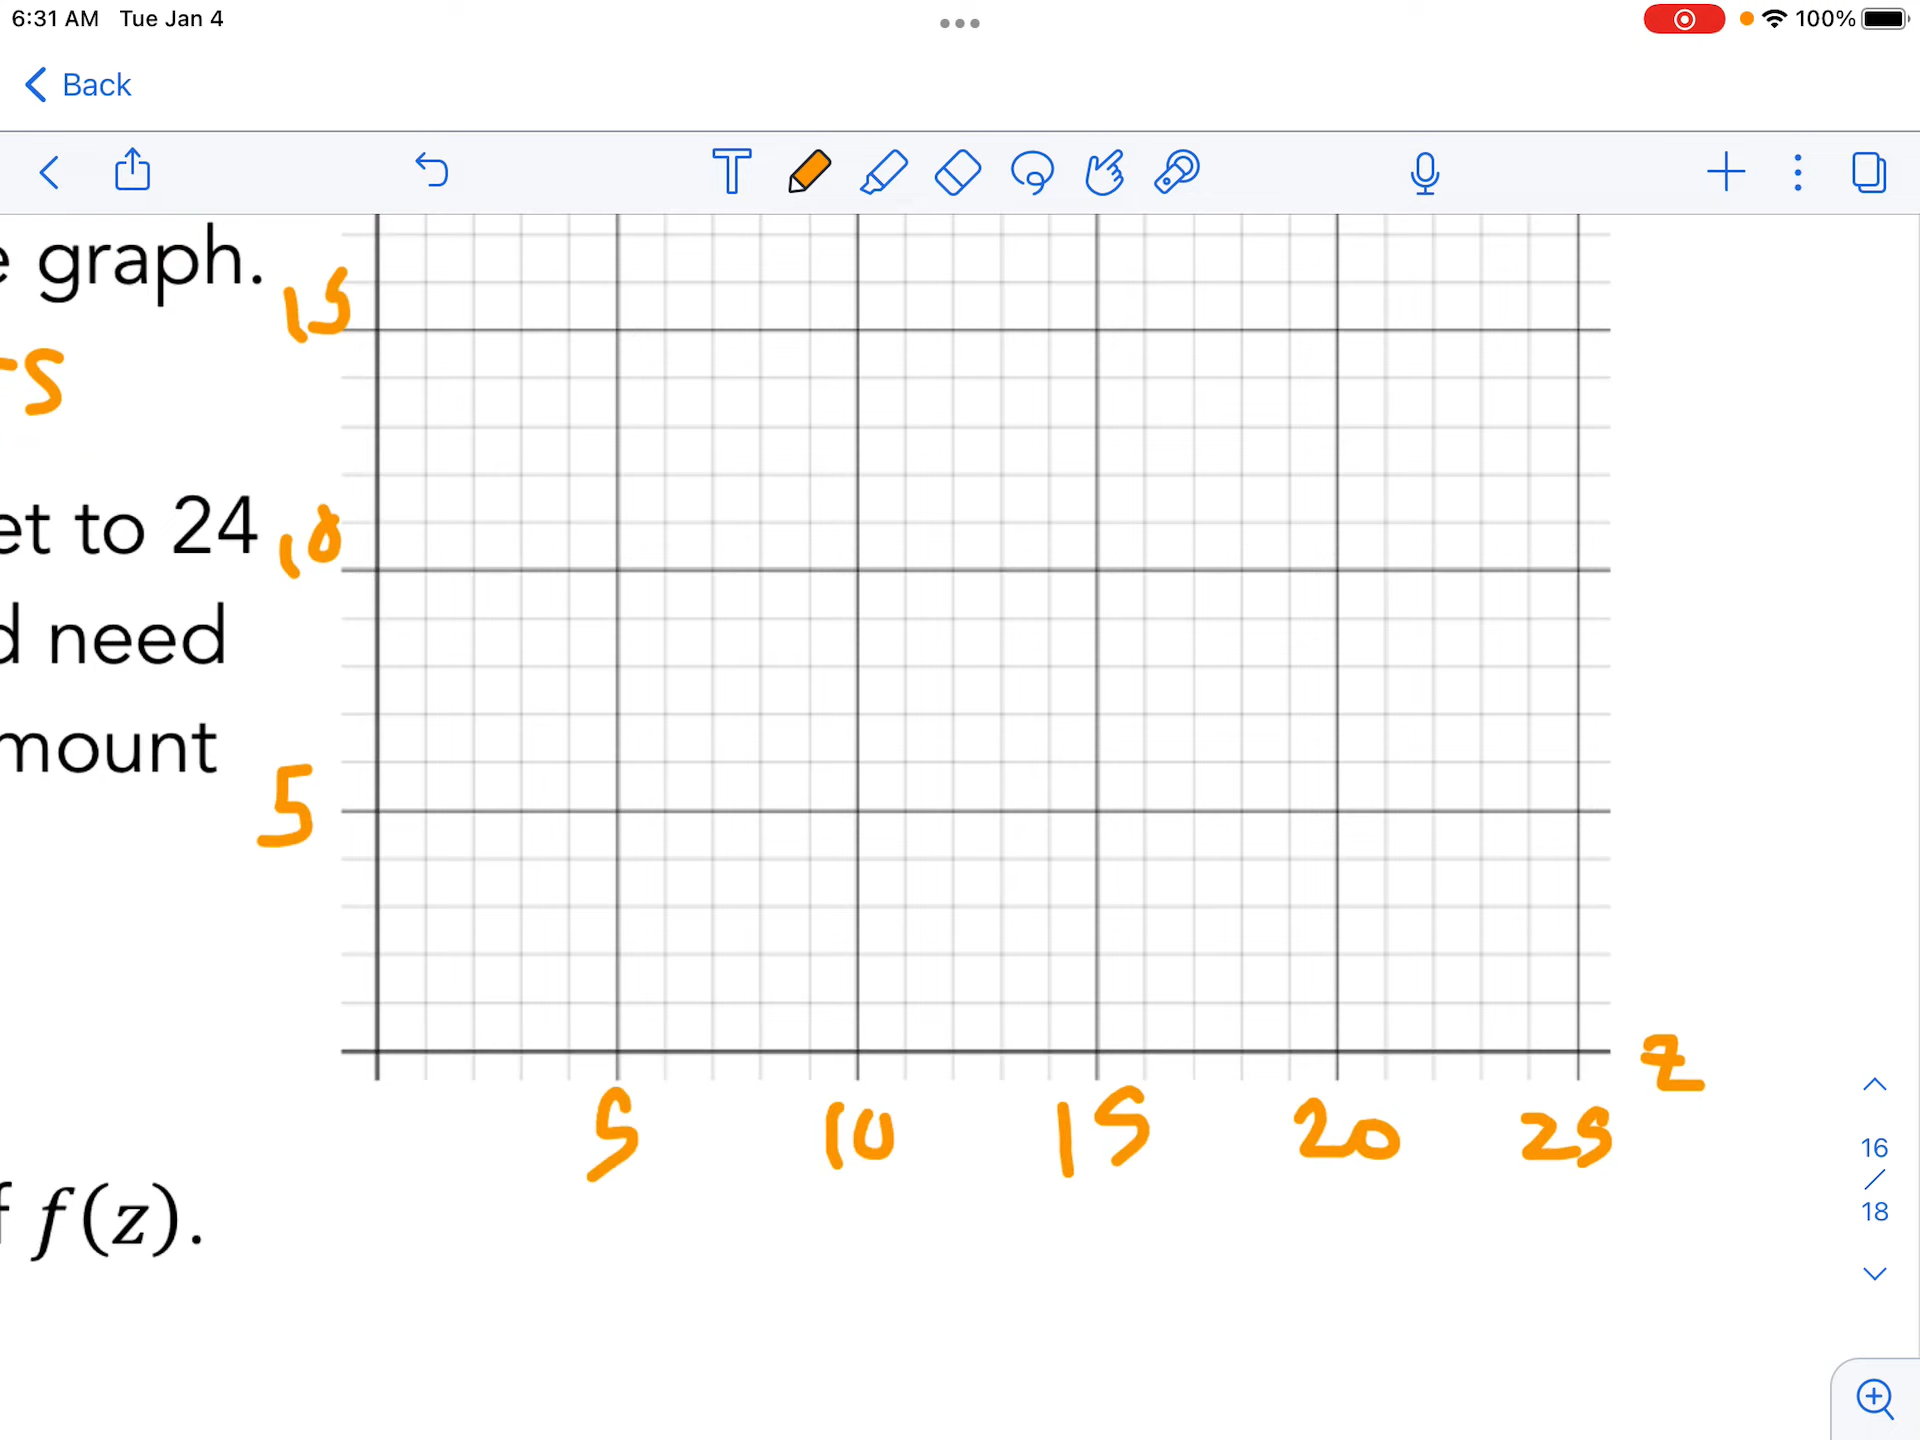 6:31 AM Tue Jan 4
100%
Back
graph.
15
s
et to 24
10
d need
mount
5
z
5 10 15 20 25
16
/
18
f f(z).